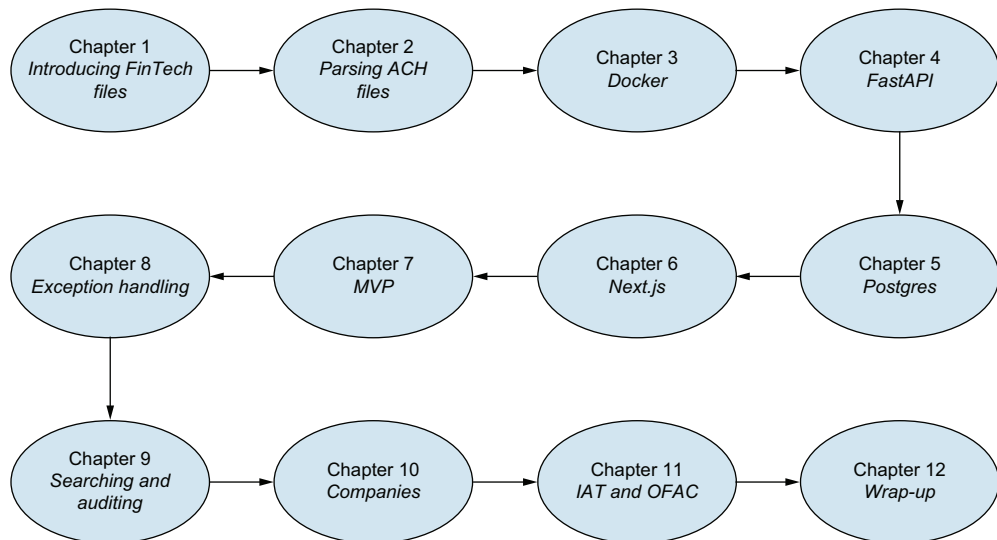 Chapter 1
Introducing FinTech
files
Chapter 2
Parsing ACH
files
Chapter 3
Docker
Chapter 4
FastAPI
Chapter 5
Postgres
Chapter 6
Next.js
Chapter 7
MVP
Chapter 8
Exception handling
Chapter 9
Searching and
auditing
Chapter 10
Companies
Chapter 11
IAT and OFAC
Chapter 12
Wrap-up